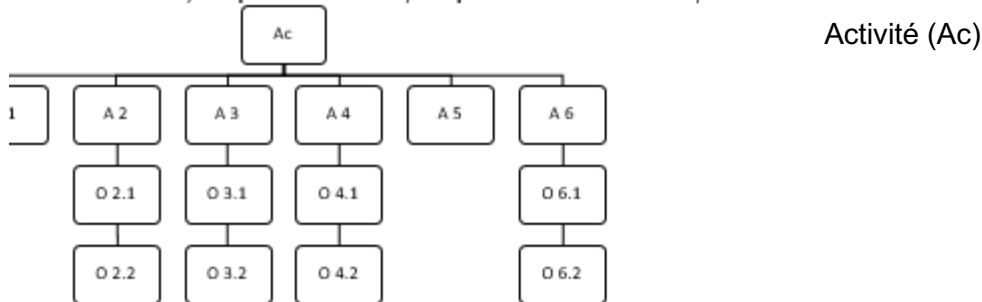 Ac
Activité (Ac)
1 A 2 A 3 A 4 A 5 A 6
O 2.1 O 3.1 O 4.1 O 6.1
O 2.2 O 3.2 O 4.2 O 6.2